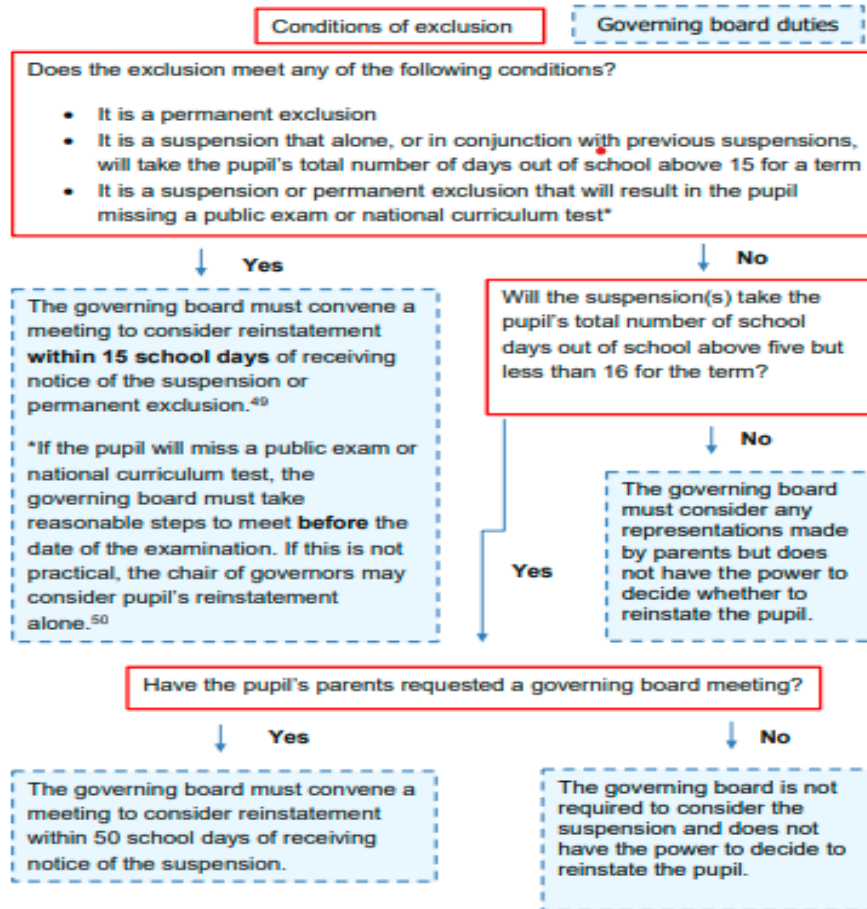 Conditions of exclusion
Governing board duties
Does the exclusion meet any of the following conditions?
• It is a permanent exclusion
• It is a suspension that alone, or in conjunction with previous suspensions,
will take the pupil's total number of days out of school above 15 for a term
• It is a suspension or permanent exclusion that will result in the pupil
missing a public exam or national curriculum test*
Yes
No
The governing board must convene a
meeting to consider reinstatement
within 15 school days of receiving
notice of the suspension or
permanent exclusion.⁴⁹
*If the pupil will miss a public exam or
national curriculum test, the
governing board must take
reasonable steps to meet before the
date of the examination. If this is not
practical, the chair of governors may
consider pupil's reinstatement
alone.⁵⁰
Will the suspension(s) take the
pupil's total number of school
days out of school above five but
less than 16 for the term?
No
The governing board
must consider any
representations made
by parents but does
not have the power to
decide whether to
reinstate the pupil.
Yes
Have the pupil's parents requested a governing board meeting?
Yes
No
The governing board must convene a
meeting to consider reinstatement
within 50 school days of receiving
notice of the suspension.
The governing board is not
required to consider the
suspension and does not
have the power to decide to
reinstate the pupil.